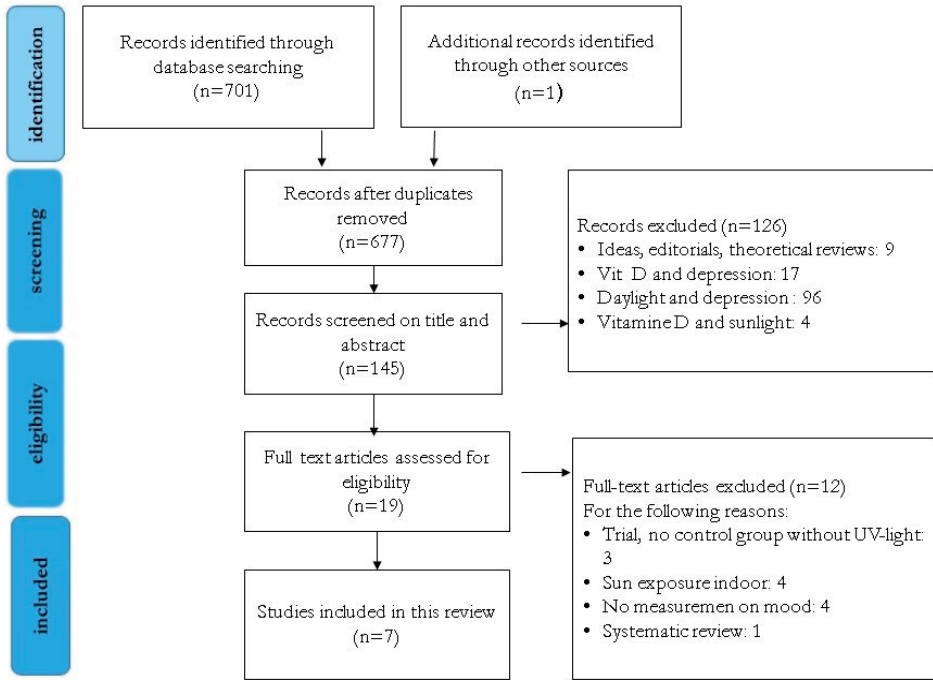 identification
Records identified through
database searching
(n=701)
Additional records identified
through other sources
(n=1)
screening
Records after duplicates
removed
(n=677)
Records excluded (n=126)
• Ideas, editorials, theoretical reviews: 9
• Vit D and depression: 17
• Daylight and depression : 96
• Vitamine D and sunlight: 4
Records screened on title and
abstract
(n=145)
eligibility
Full text articles assessed for
eligibility
(n=19)
Full-text articles excluded (n=12)
For the following reasons:
• Trial, no control group without UV-light:
3
• Sun exposure indoor: 4
• No measuremen on mood: 4
• Systematic review: 1
included
Studies included in this review
(n=7)